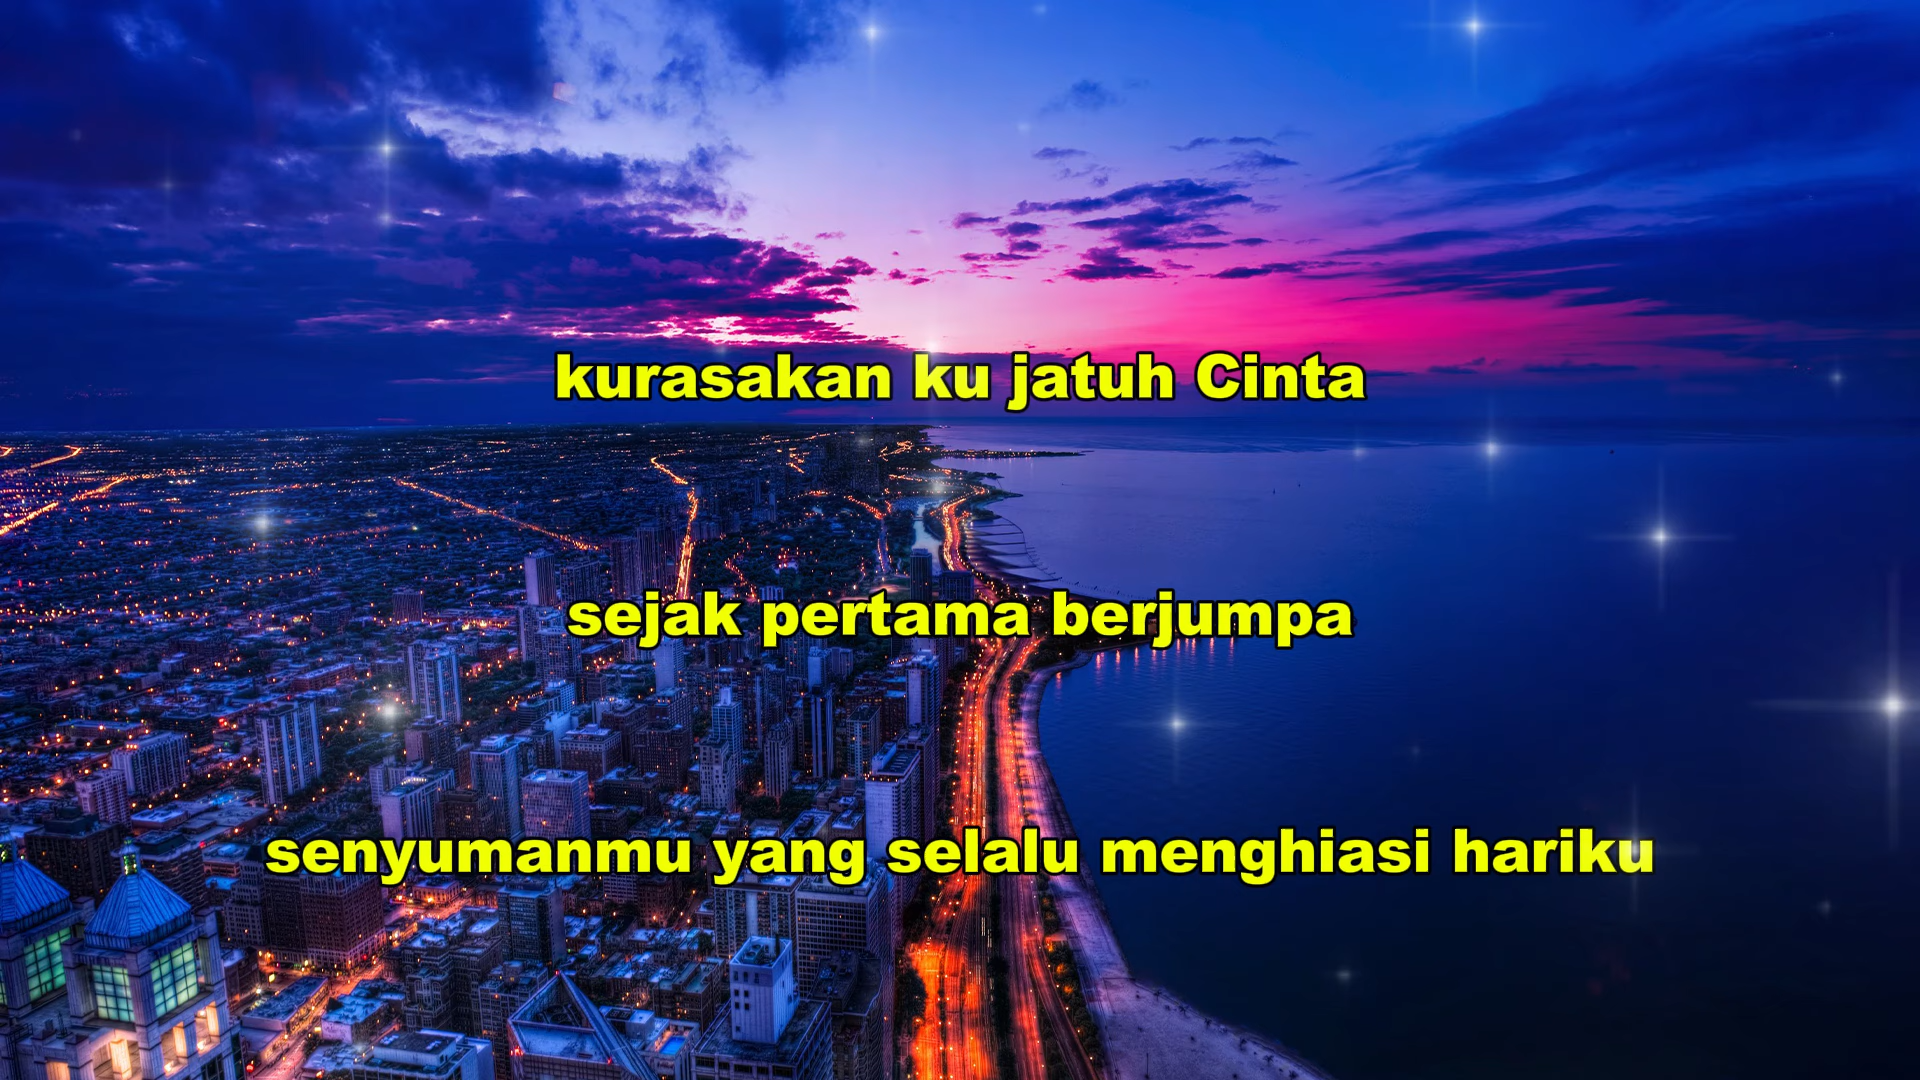 kurasakan ku jatuh Cinta
sejak pertama berjumpa
senyumanmu yang selalu menghiasi hariku